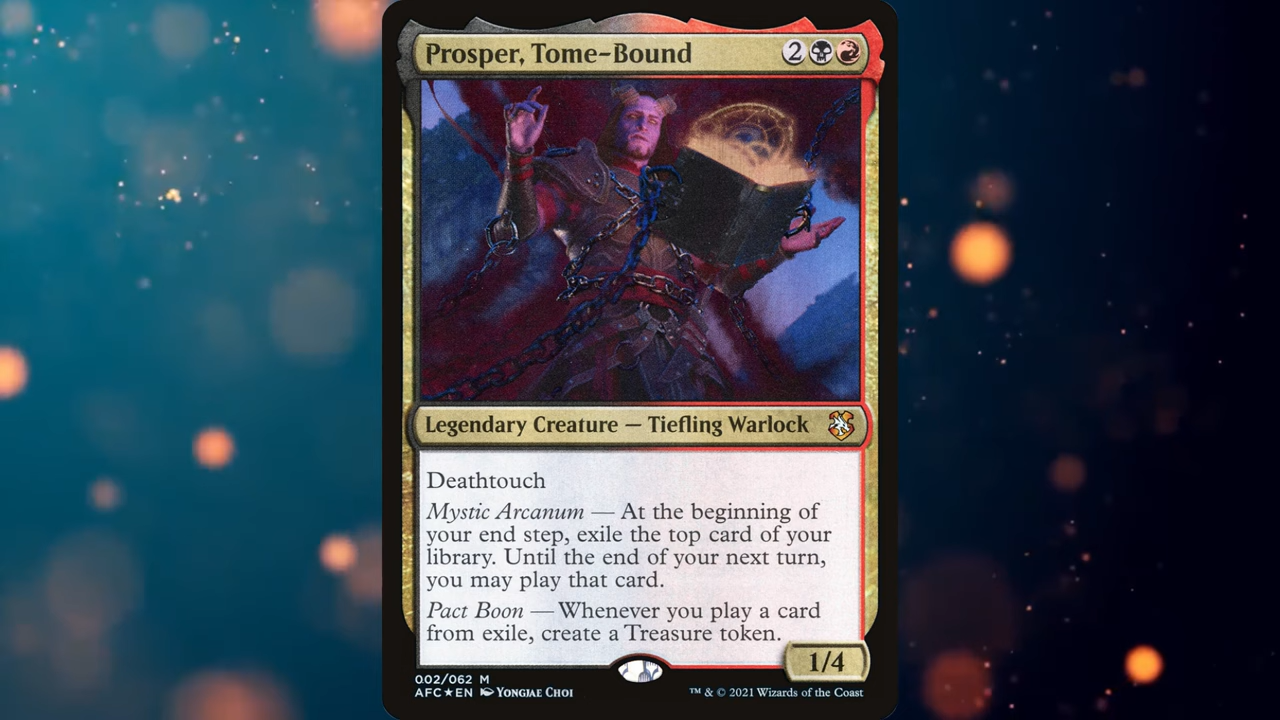 Prosper, Tome-Bound 2
Legendary Creature — Tiefling Warlock
Deathtouch
Mystic Arcanum — At the beginning of
your end step, exile the top card of your
library. Until the end of your next turn,
you may play that card.
Pact Boon — Whenever you play a card
from exile, create a Treasure token.
1/4
002/062 M
AFC★EN Yongjae Choi
™ & © 2021 Wizards of the Coast